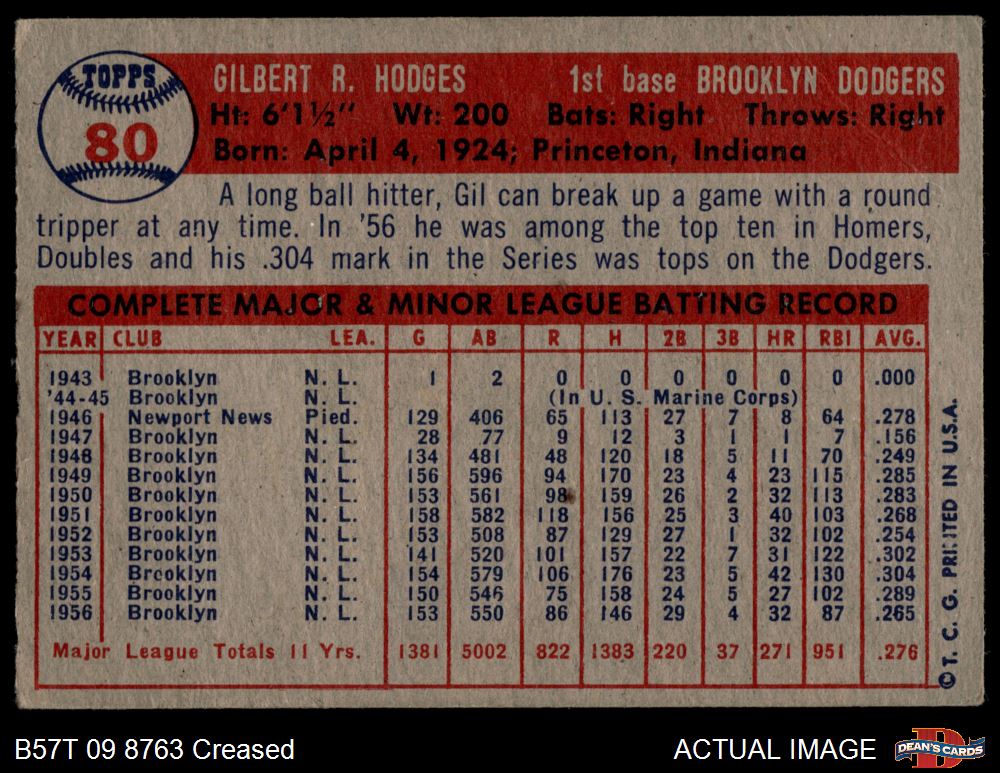 TOPPS
80
GILBERT R. HODGES 1st base BROOKLYN DODGERS
Ht: 6'1½" Wt: 200 Bats: Right Throws: Right
Born: April 4, 1924; Princeton, Indiana
A long ball hitter, Gil can break up a game with a round
tripper at any time. In '56 he was among the top ten in Homers,
Doubles and his .304 mark in the Series was tops on the Dodgers.
COMPLETE MAJOR & MINOR LEAGUE BATTING RECORD
YEAR CLUB LEA. G AB R H 2B 3B HR RBI AVG.
1943 Brooklyn N. L. 1 2 0 0 0 0 0 0 .000
'44-45 Brooklyn N. L. (In U. S. Marine Corps)
1946 Newport News Pied. 129 406 65 113 27 7 8 64 .278
1947 Brooklyn N. L. 28 77 9 12 3 1 1 7 .156
1948 Brooklyn N. L. 134 481 48 120 18 5 11 70 .249
1949 Brooklyn N. L. 156 596 94 170 23 4 23 115 .285
1950 Brooklyn N. L. 153 561 98 159 26 2 32 113 .283
1951 Brooklyn N. L. 158 582 118 156 25 3 40 103 .268
1952 Brooklyn N. L. 153 508 87 129 27 1 32 102 .254
1953 Brooklyn N. L. 141 520 101 157 22 7 31 122 .302
1954 Brooklyn N. L. 154 579 106 176 23 5 42 130 .304
1955 Brooklyn N. L. 150 546 75 158 24 5 27 102 .289
1956 Brooklyn N. L. 153 550 86 146 29 4 32 87 .265
Major League Totals 11 Yrs. 1381 5002 822 1383 220 37 271 951 .276
©T. C. G. PRINTED IN U.S.A.
B57T 09 8763 Creased
ACTUAL IMAGE
D
DEAN'S CARDS